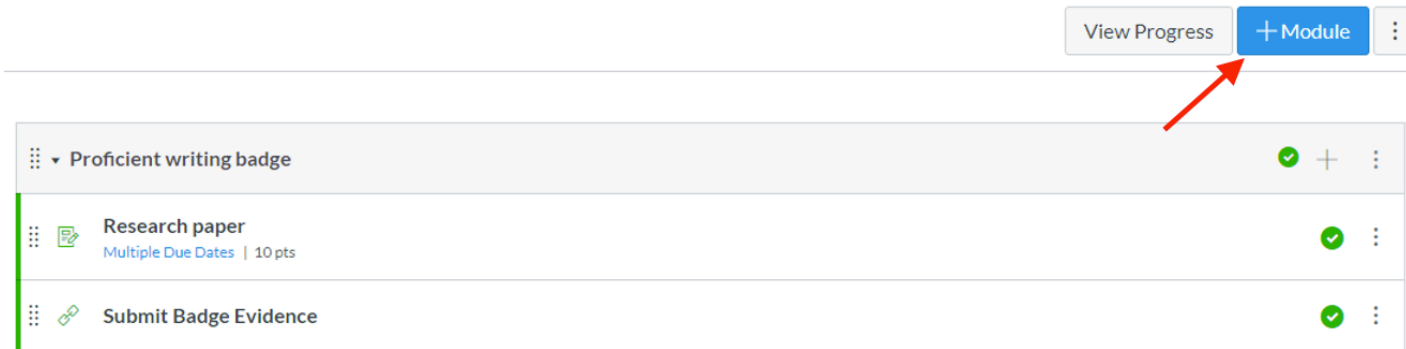 View Progress
+Module
Proficient writing badge
Research paper
Multiple Due Dates | 10 pts
Submit Badge Evidence